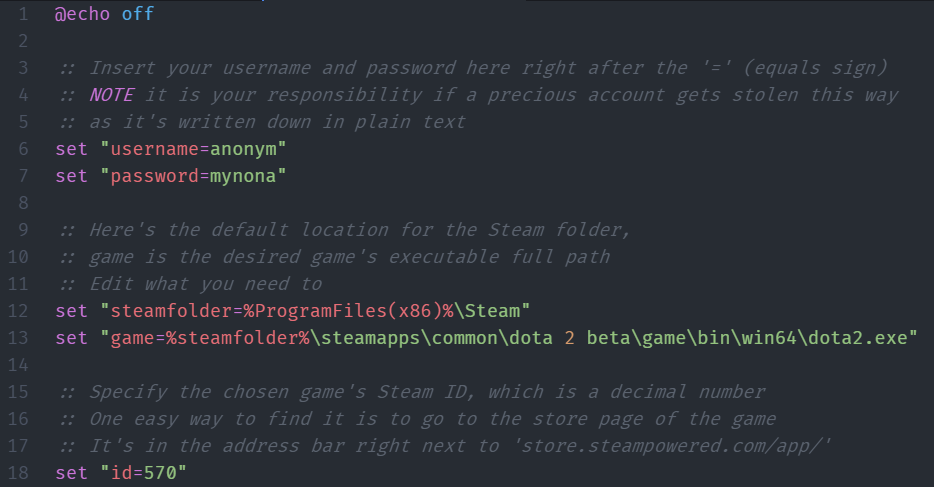 1 @echo off
2
3 :: Insert your username and password here right after the '=' (equals sign)
4 :: NOTE it is your responsibility if a precious account gets stolen this way
5 :: as it's written down in plain text
6 set "username=anonym"
7 set "password=mynona"
8
9 :: Here's the default location for the Steam folder,
10 :: game is the desired game's executable full path
11 :: Edit what you need to
12 set "steamfolder=%ProgramFiles(x86)%\Steam"
13 set "game=%steamfolder%\steamapps\common\dota 2 beta\game\bin\win64\dota2.exe"
14
15 :: Specify the chosen game's Steam ID, which is a decimal number
16 :: One easy way to find it is to go to the store page of the game
17 :: It's in the address bar right next to 'store.steampowered.com/app/'
18 set "id=570"